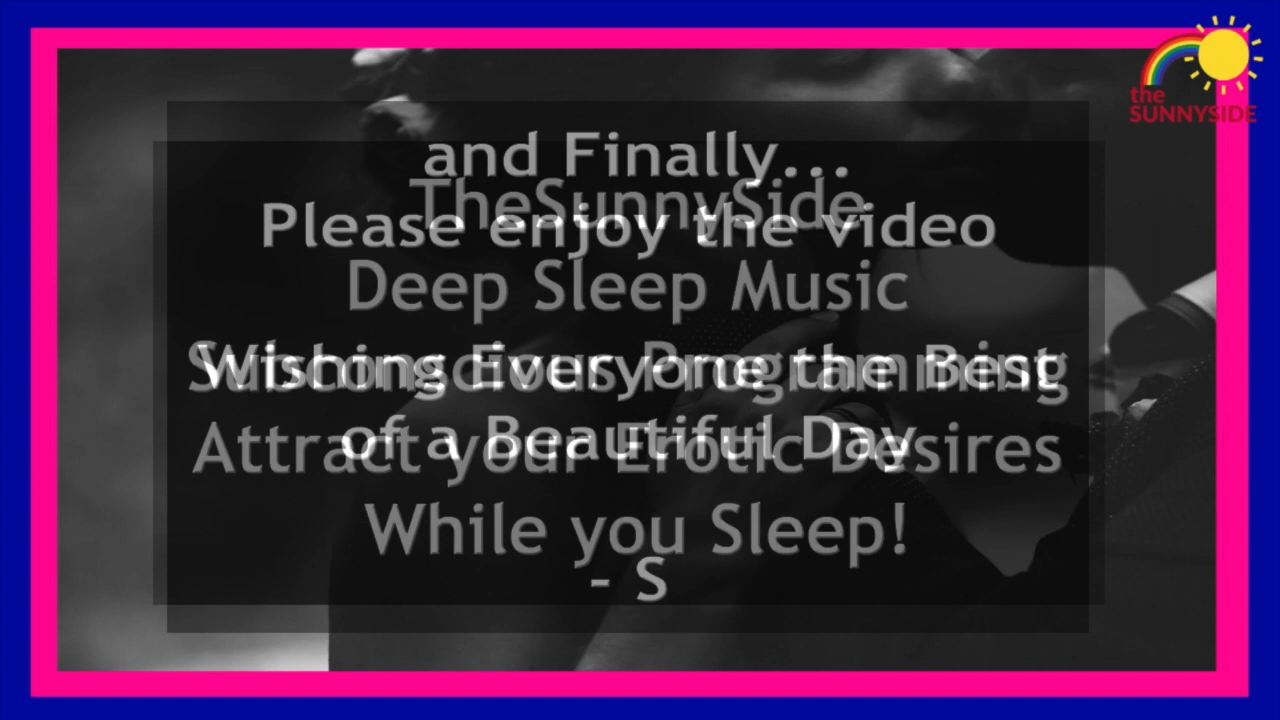 and Finally...
TheSunnySide
Please enjoy the video
Deep Sleep Music
Subconscious Programming
Wishing Everyone the Best
of a Beautiful Day
Attract your Erotic Desires
While you Sleep!
- S
the
SUNNYSIDE